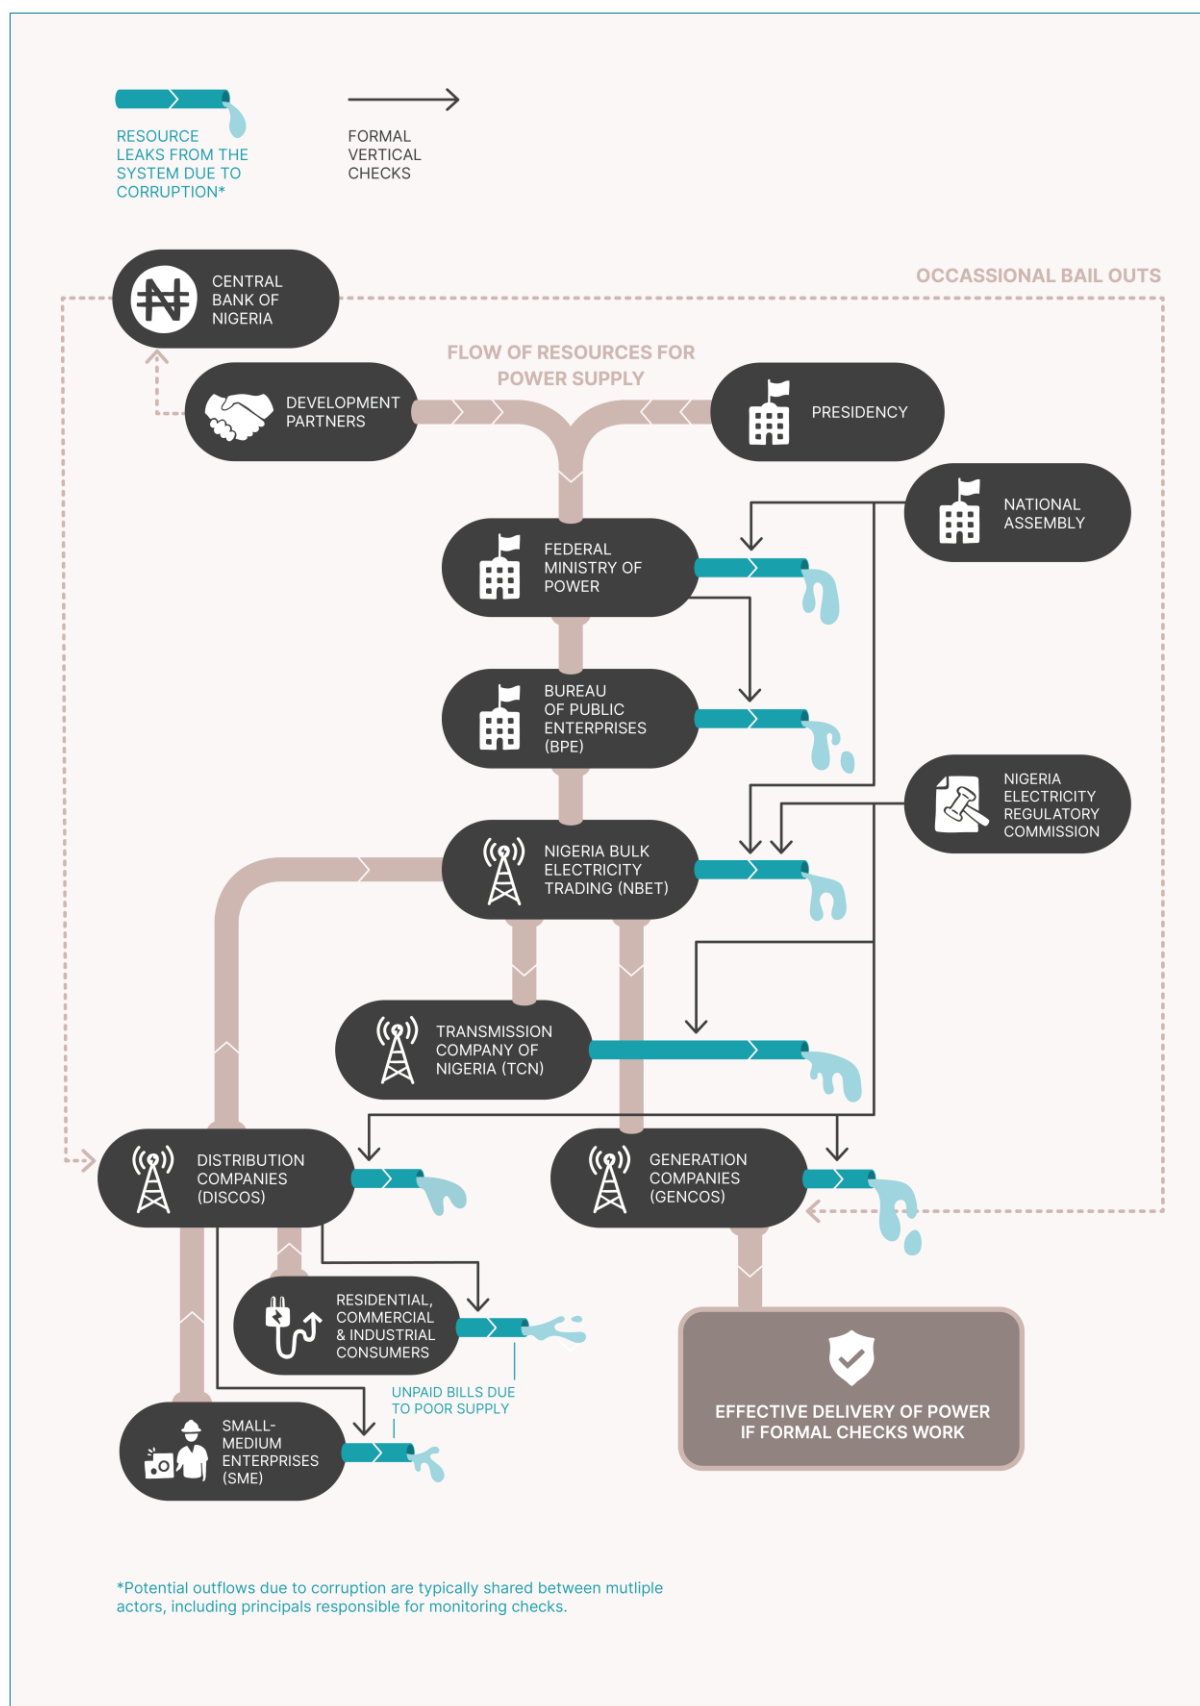 RESOURCE
LEAKS FROM THE
SYSTEM DUE TO
CORRUPTION*
FORMAL
VERTICAL
CHECKS
CENTRAL
BANK OF
NIGERIA
OCCASSIONAL BAIL OUTS
FLOW OF RESOURCES FOR
POWER SUPPLY
DEVELOPMENT
PARTNERS
PRESIDENCY
NATIONAL
ASSEMBLY
FEDERAL
MINISTRY OF
POWER
BUREAU
OF PUBLIC
ENTERPRISES
(BPE)
NIGERIA
ELECTRICITY
REGULATORY
COMMISSION
NIGERIA BULK
ELECTRICITY
TRADING (NBET)
TRANSMISSION
COMPANY OF
NIGERIA (TCN)
DISTRIBUTION
COMPANIES
(DISCOS)
GENERATION
COMPANIES
(GENCOS)
RESIDENTIAL,
COMMERCIAL
& INDUSTRIAL
CONSUMERS
UNPAID BILLS DUE
TO POOR SUPPLY
SMALL-
MEDIUM
ENTERPRISES
(SME)
EFFECTIVE DELIVERY OF POWER
IF FORMAL CHECKS WORK
*Potential outflows due to corruption are typically shared between mutliple
actors, including principals responsible for monitoring checks.